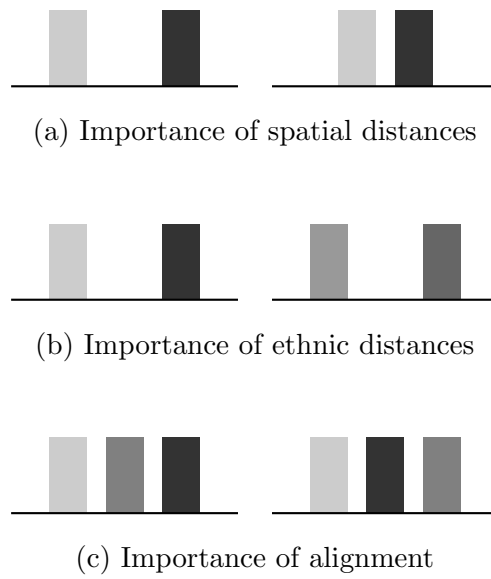 (a) Importance of spatial distances
(b) Importance of ethnic distances
(c) Importance of alignment